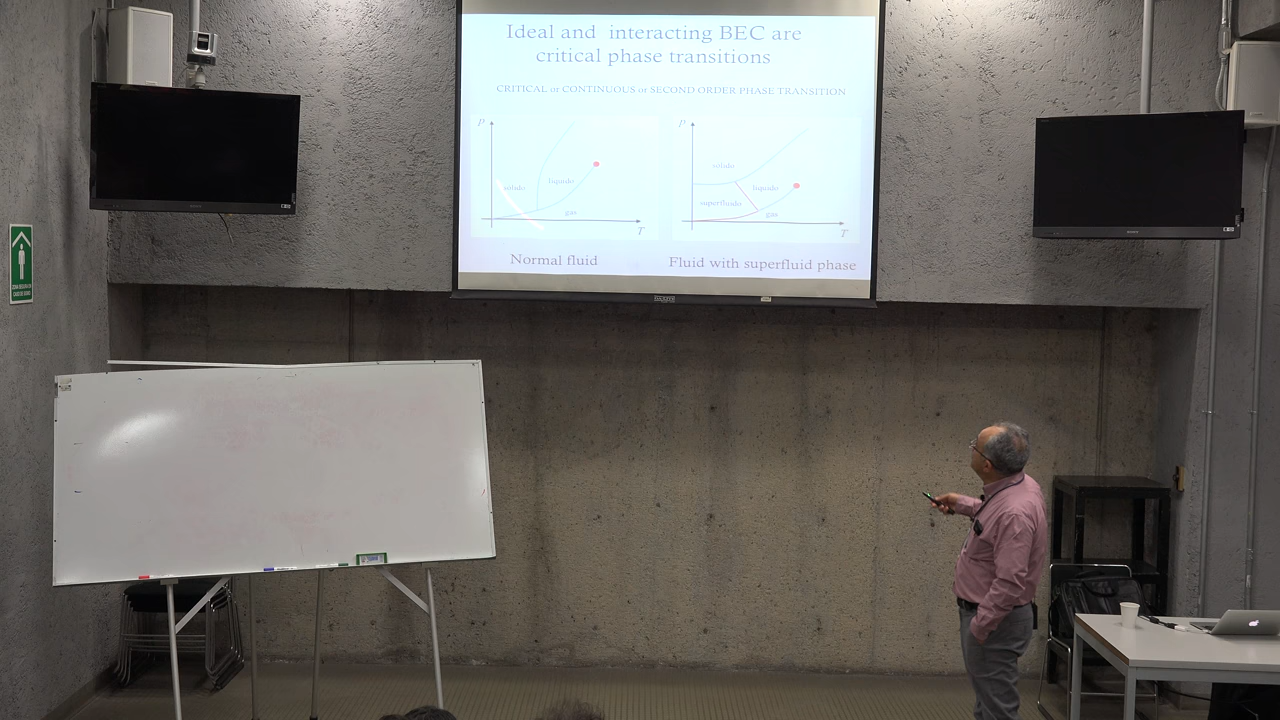 Ideal and interacting BEC are
critical phase transitions
CRITICAL or CONTINUOUS or SECOND ORDER PHASE TRANSITION
P
sólido
líquido
gas
T
Normal fluid
P
sólido
líquido
superfluido
gas
T
Fluid with superfluid phase